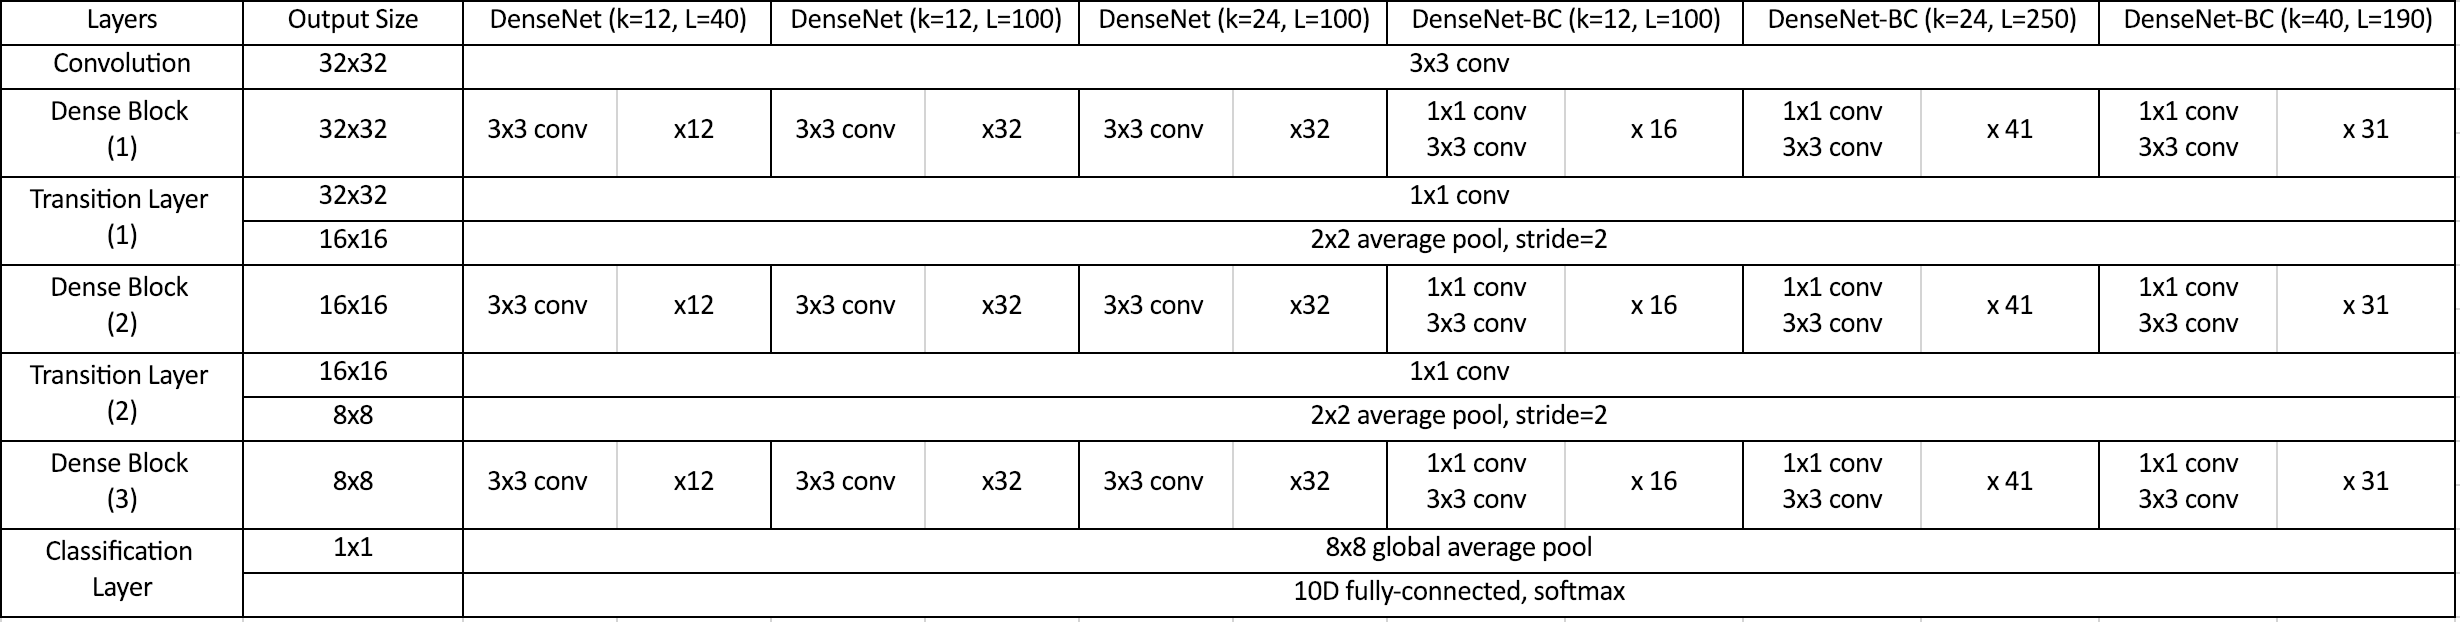 Layers Output Size DenseNet (k=12, L=40) DenseNet (k=12, L=100) DenseNet (k=24, L=100) DenseNet-BC (k=12, L=100) DenseNet-BC (k=24, L=250) DenseNet-BC (k=40, L=190)
Convolution 32x32 3x3 conv
Dense Block
(1)
32x32 3x3 conv x12 3x3 conv x32 3x3 conv x32
1x1 conv
3x3 conv
x 16
1x1 conv
3x3 conv
x 41
1x1 conv
3x3 conv
x 31
Transition Layer
(1)
32x32 1x1 conv
16x16 2x2 average pool, stride=2
Dense Block
(2)
16x16 3x3 conv x12 3x3 conv x32 3x3 conv x32
1x1 conv
3x3 conv
x 16
1x1 conv
3x3 conv
x 41
1x1 conv
3x3 conv
x 31
Transition Layer
(2)
16x16 1x1 conv
8x8 2x2 average pool, stride=2
Dense Block
(3)
8x8 3x3 conv x12 3x3 conv x32 3x3 conv x32
1x1 conv
3x3 conv
x 16
1x1 conv
3x3 conv
x 41
1x1 conv
3x3 conv
x 31
Classification
Layer
1x1 8x8 global average pool
10D fully-connected, softmax